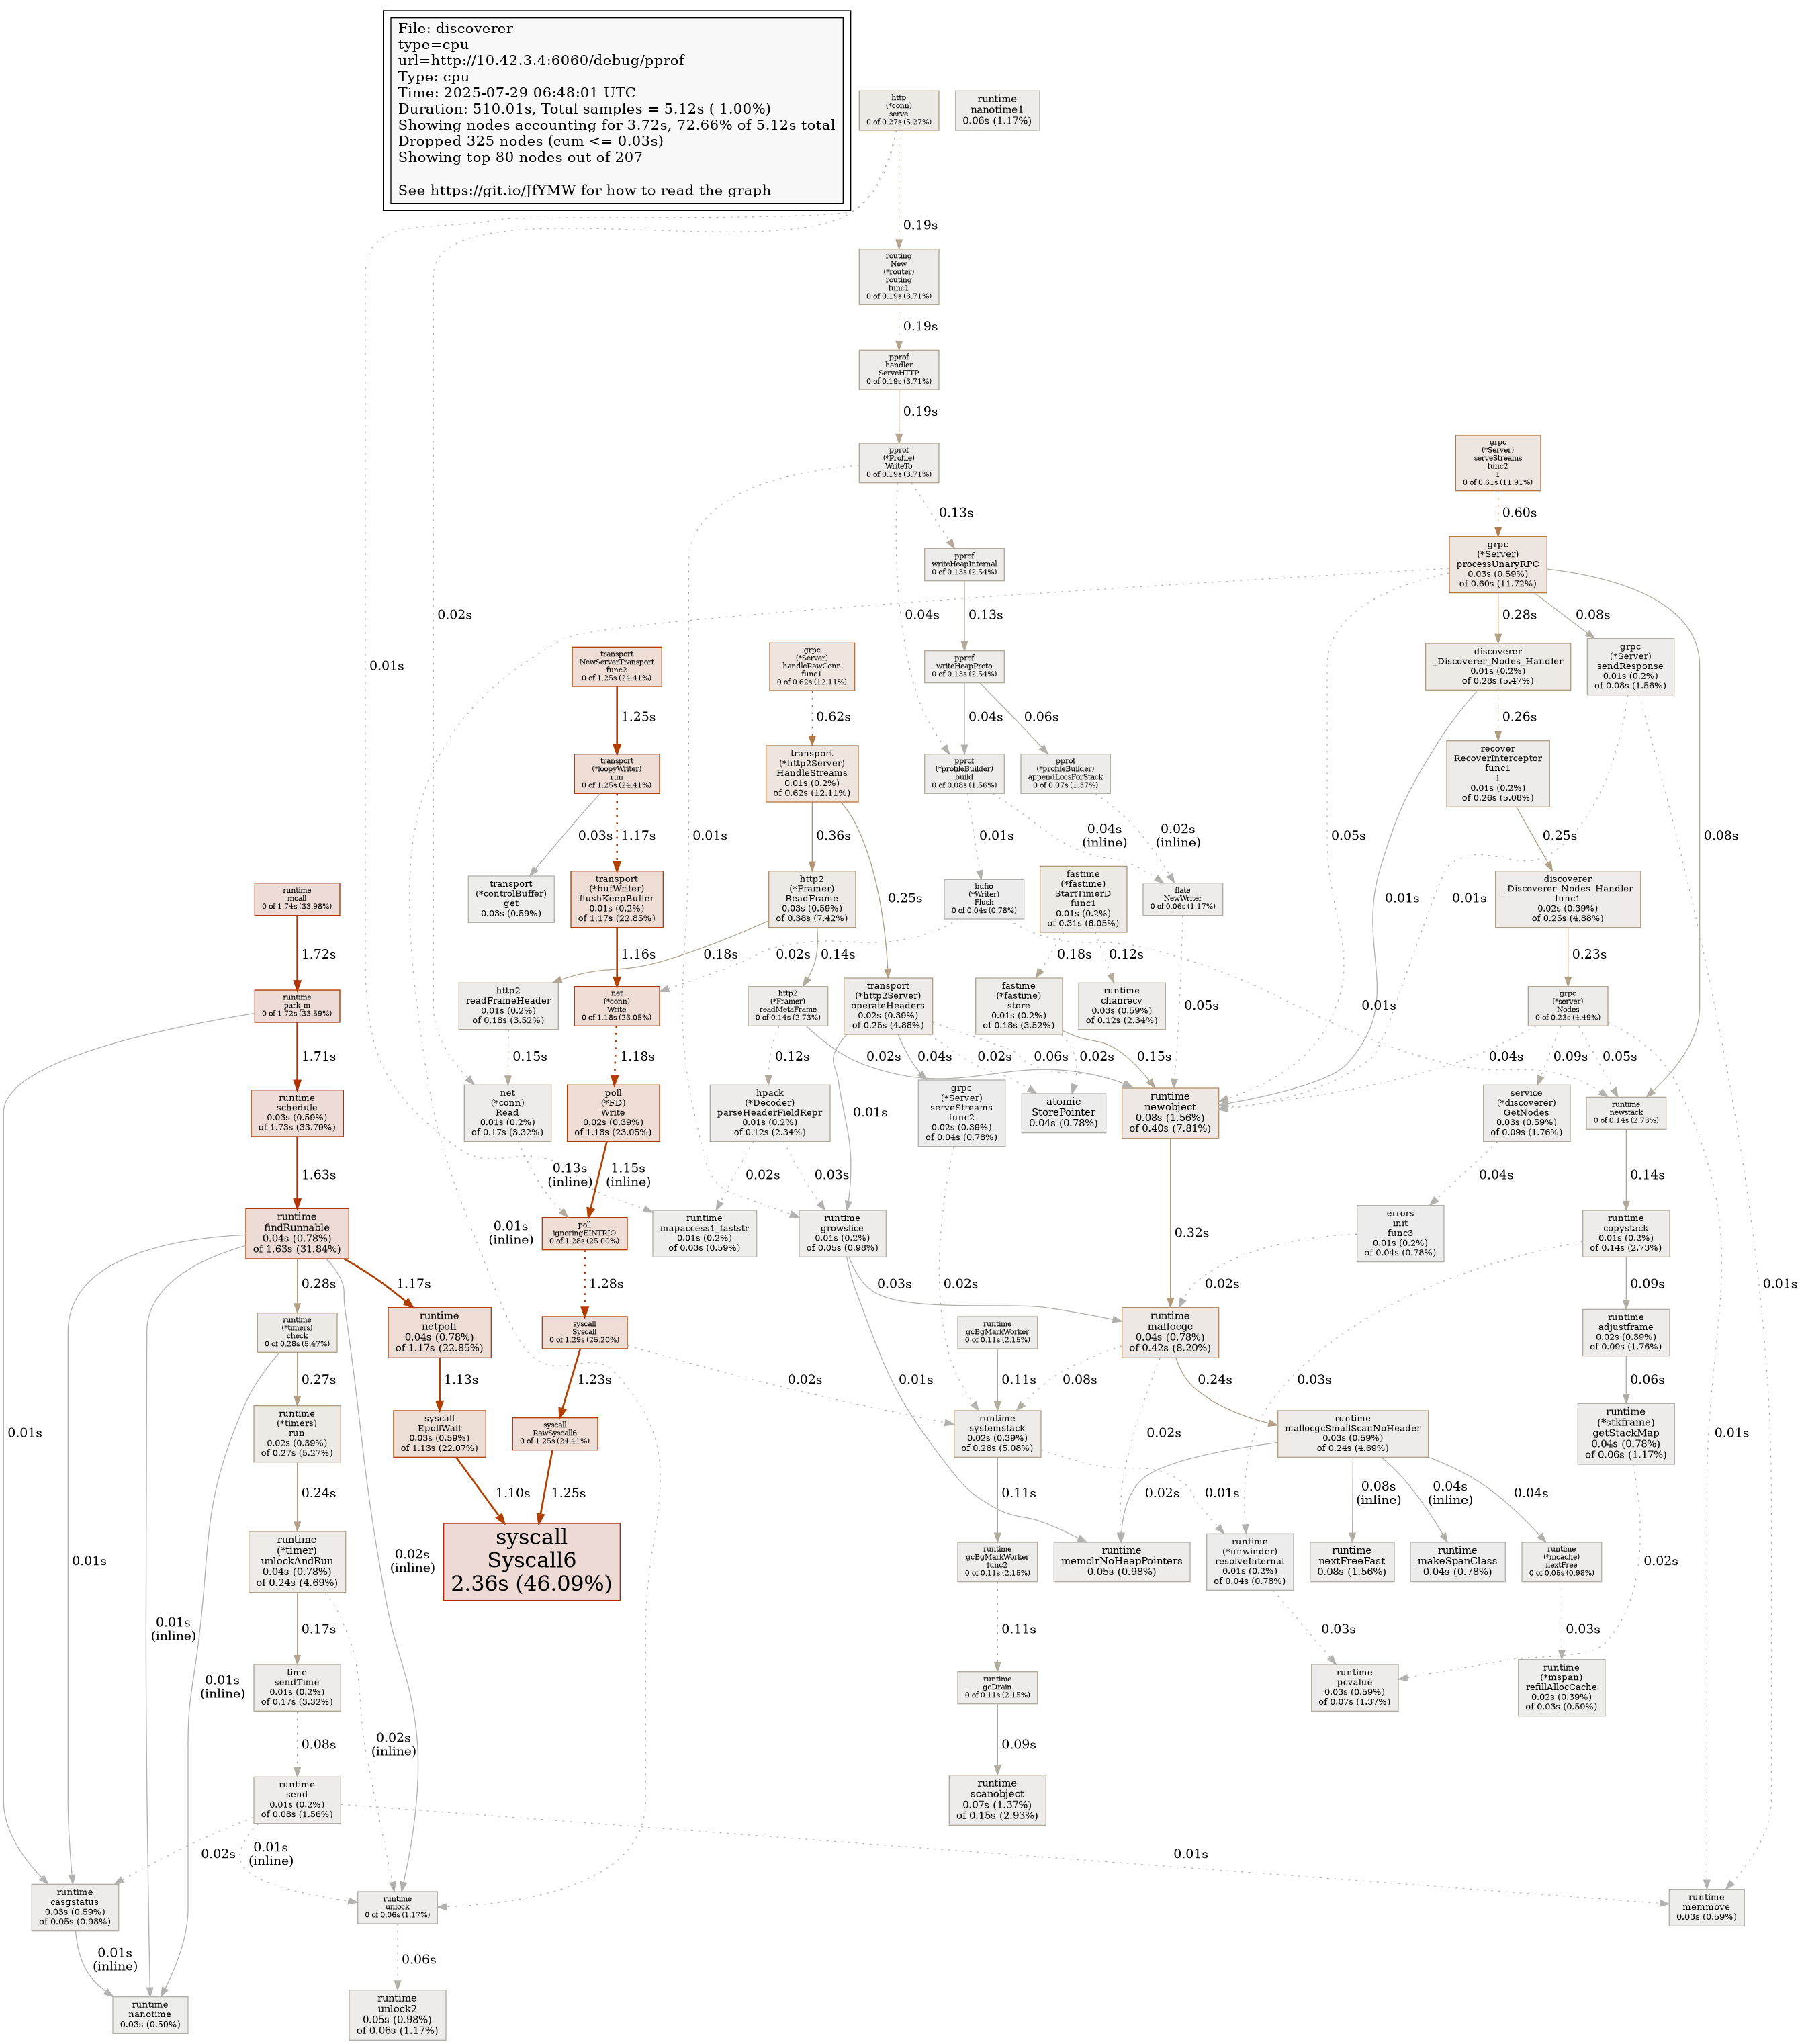 File: discoverer
type=cpu
url=http://10.42.3.4:6060/debug/pprof
Type: cpu
Time: 2025-07-29 06:48:01 UTC
Duration: 510.01s, Total samples = 5.12s ( 1.00%)
Showing nodes accounting for 3.72s, 72.66% of 5.12s total
Dropped 325 nodes (cum <= 0.03s)
Showing top 80 nodes out of 207
See https://git.io/JfYMW for how to read the graph
http
(*conn)
serve
0 of 0.27s (5.27%)
runtime
nanotime1
0.06s (1.17%)
0.19s
routing
New
(*router)
routing
func1
0 of 0.19s (3.71%)
0.19s
pprof
handler
ServeHTTP
0 of 0.19s (3.71%)
0.19s
pprof
(*Profile)
WriteTo
0 of 0.19s (3.71%)
grpc
(*Server)
serveStreams
func2
1
0 of 0.61s (11.91%)
0.13s
0.60s
pprof
writeHeapInternal
0 of 0.13s (2.54%)
grpc
(*Server)
processUnaryRPC
0.03s (0.59%)
of 0.60s (11.72%)
0.02s
0.04s
0.13s
0.28s
0.08s
0.01s
transport
NewServerTransport
func2
0 of 1.25s (24.41%)
grpc
(*Server)
handleRawConn
func1
0 of 0.62s (12.11%)
pprof
writeHeapProto
0 of 0.13s (2.54%)
discoverer
_Discoverer_Nodes_Handler
0.01s (0.2%)
of 0.28s (5.47%)
grpc
(*Server)
sendResponse
0.01s (0.2%)
of 0.08s (1.56%)
1.25s
0.62s
0.04s
0.06s
0.26s
transport
(*loopyWriter)
run
0 of 1.25s (24.41%)
transport
(*http2Server)
HandleStreams
0.01s (0.2%)
of 0.62s (12.11%)
pprof
(*profileBuilder)
build
0 of 0.08s (1.56%)
pprof
(*profileBuilder)
appendLocsForStack
0 of 0.07s (1.37%)
recover
RecoverInterceptor
func1
1
0.01s (0.2%)
of 0.26s (5.08%)
0.03s
1.17s
0.01s
0.36s
0.01s
0.04s
(inline)
0.02s
(inline)
0.05s
0.25s
0.08s
runtime
mcall
0 of 1.74s (33.98%)
transport
(*controlBuffer)
get
0.03s (0.59%)
transport
(*bufWriter)
flushKeepBuffer
0.01s (0.2%)
of 1.17s (22.85%)
http2
(*Framer)
ReadFrame
0.03s (0.59%)
of 0.38s (7.42%)
0.25s
bufio
(*Writer)
Flush
0 of 0.04s (0.78%)
fastime
(*fastime)
StartTimerD
func1
0.01s (0.2%)
of 0.31s (6.05%)
flate
NewWriter
0 of 0.06s (1.17%)
0.01s
0.01s
discoverer
_Discoverer_Nodes_Handler
func1
0.02s (0.39%)
of 0.25s (4.88%)
1.72s
1.16s
0.18s
0.14s
0.02s
0.18s
0.12s
0.23s
runtime
park_m
0 of 1.72s (33.59%)
http2
readFrameHeader
0.01s (0.2%)
of 0.18s (3.52%)
net
(*conn)
Write
0 of 1.18s (23.05%)
http2
(*Framer)
readMetaFrame
0 of 0.14s (2.73%)
transport
(*http2Server)
operateHeaders
0.02s (0.39%)
of 0.25s (4.88%)
fastime
(*fastime)
store
0.01s (0.2%)
of 0.18s (3.52%)
runtime
chanrecv
0.03s (0.59%)
of 0.12s (2.34%)
0.05s
0.01s
grpc
(*server)
Nodes
0 of 0.23s (4.49%)
1.71s
0.15s
1.18s
0.12s
0.02s
0.04s
0.02s
0.06s
0.02s
0.15s
0.04s
0.09s
0.05s
runtime
schedule
0.03s (0.59%)
of 1.73s (33.79%)
net
(*conn)
Read
0.01s (0.2%)
of 0.17s (3.32%)
poll
(*FD)
Write
0.02s (0.39%)
of 1.18s (23.05%)
hpack
(*Decoder)
parseHeaderFieldRepr
0.01s (0.2%)
of 0.12s (2.34%)
0.01s
grpc
(*Server)
serveStreams
func2
0.02s (0.39%)
of 0.04s (0.78%)
atomic
StorePointer
0.04s (0.78%)
runtime
newobject
0.08s (1.56%)
of 0.40s (7.81%)
service
(*discoverer)
GetNodes
0.03s (0.59%)
of 0.09s (1.76%)
runtime
newstack
0 of 0.14s (2.73%)
1.63s
0.13s
(inline)
1.15s
(inline)
0.02s
0.03s
0.04s
0.14s
runtime
findRunnable
0.04s (0.78%)
of 1.63s (31.84%)
0.01s
(inline)
poll
ignoringEINTRIO
0 of 1.28s (25.00%)
runtime
mapaccess1_faststr
0.01s (0.2%)
of 0.03s (0.59%)
runtime
growslice
0.01s (0.2%)
of 0.05s (0.98%)
0.32s
errors
init
func3
0.01s (0.2%)
of 0.04s (0.78%)
runtime
copystack
0.01s (0.2%)
of 0.14s (2.73%)
0.28s
1.17s
1.28s
0.03s
0.02s
0.02s
0.09s
0.01s
runtime
(*timers)
check
0 of 0.28s (5.47%)
runtime
netpoll
0.04s (0.78%)
of 1.17s (22.85%)
syscall
Syscall
0 of 1.29s (25.20%)
runtime
gcBgMarkWorker
0 of 0.11s (2.15%)
runtime
mallocgc
0.04s (0.78%)
of 0.42s (8.20%)
runtime
adjustframe
0.02s (0.39%)
of 0.09s (1.76%)
0.27s
1.13s
1.23s
0.02s
0.01s
0.11s
0.08s
0.24s
0.03s
0.06s
0.01s
runtime
(*timers)
run
0.02s (0.39%)
of 0.27s (5.27%)
syscall
EpollWait
0.03s (0.59%)
of 1.13s (22.07%)
syscall
RawSyscall6
0 of 1.25s (24.41%)
runtime
systemstack
0.02s (0.39%)
of 0.26s (5.08%)
0.02s
runtime
mallocgcSmallScanNoHeader
0.03s (0.59%)
of 0.24s (4.69%)
runtime
(*stkframe)
getStackMap
0.04s (0.78%)
of 0.06s (1.17%)
0.01s
0.24s
1.10s
1.25s
0.11s
0.01s
0.02s
0.08s
(inline)
0.04s
(inline)
0.04s
runtime
(*timer)
unlockAndRun
0.04s (0.78%)
of 0.24s (4.69%)
0.02s
(inline)
syscall
Syscall6
2.36s (46.09%)
runtime
gcBgMarkWorker
func2
0 of 0.11s (2.15%)
runtime
memclrNoHeapPointers
0.05s (0.98%)
runtime
(*unwinder)
resolveInternal
0.01s (0.2%)
of 0.04s (0.78%)
runtime
nextFreeFast
0.08s (1.56%)
runtime
makeSpanClass
0.04s (0.78%)
runtime
(*mcache)
nextFree
0 of 0.05s (0.98%)
0.02s
0.01s
(inline)
0.17s
0.11s
0.03s
0.03s
0.01s
(inline)
time
sendTime
0.01s (0.2%)
of 0.17s (3.32%)
runtime
gcDrain
0 of 0.11s (2.15%)
runtime
pcvalue
0.03s (0.59%)
of 0.07s (1.37%)
runtime
(*mspan)
refillAllocCache
0.02s (0.39%)
of 0.03s (0.59%)
0.08s
0.02s
(inline)
0.09s
runtime
send
0.01s (0.2%)
of 0.08s (1.56%)
runtime
scanobject
0.07s (1.37%)
of 0.15s (2.93%)
0.02s
0.01s
(inline)
0.01s
runtime
casgstatus
0.03s (0.59%)
of 0.05s (0.98%)
runtime
unlock
0 of 0.06s (1.17%)
runtime
memmove
0.03s (0.59%)
0.01s
(inline)
0.06s
runtime
nanotime
0.03s (0.59%)
runtime
unlock2
0.05s (0.98%)
of 0.06s (1.17%)